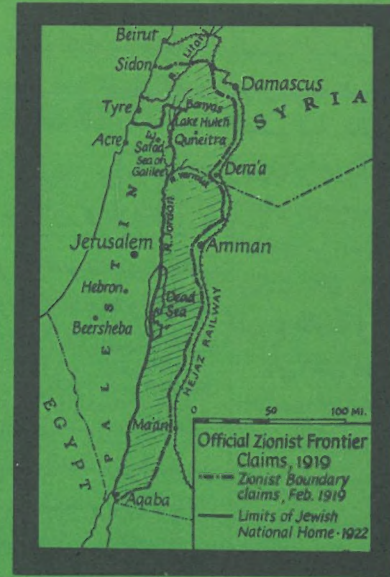 Beirut
R. Litani
Sidon
Damascus
SYRIA
Tyre
Banyas
Lake Huleh
Acre
Safad
Quneitra
Sea of
Galilee
Dera'a
Yarmuk
PALESTINE
R. Jordan
Jerusalem
Amman
Hebron
Dead
Sea
Beersheba
HEJAZ RAILWAY
EGYPT
Ma'an
Aqaba
0 50 100 MI.
Official Zionist Frontier
Claims, 1919
Zionist Boundary
claims, Feb. 1919
Limits of Jewish
National Home · 1922